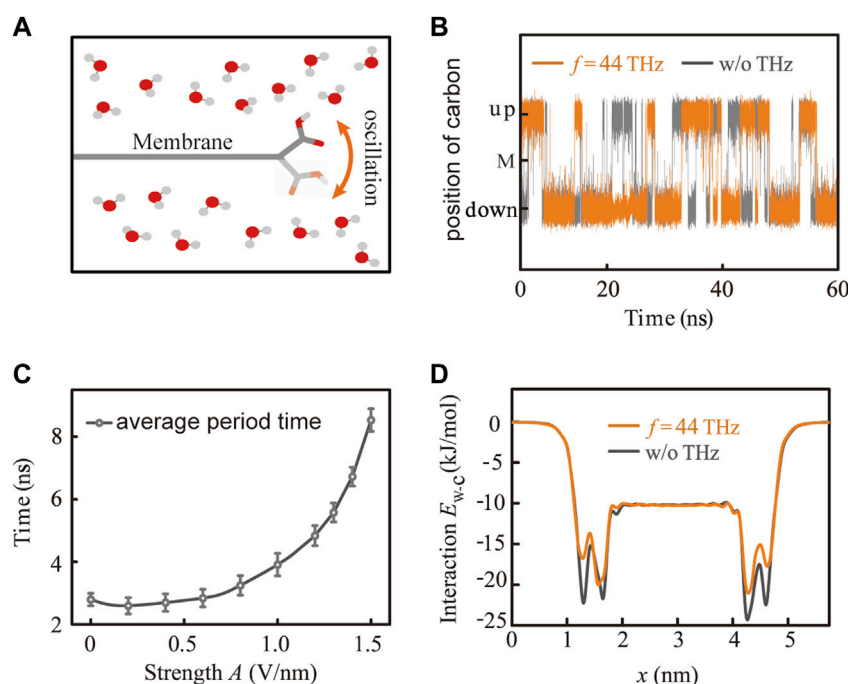 A
Membrane
oscillation
B
f = 44 THz
w/o THz
position of carbon
up
M
down
0
20
40
60
Time (ns)
C
average period time
Time (ns)
8
6
4
2
0
0.5
1.0
1.5
Strength A (V/nm)
D
f = 44 THz
w/o THz
Interaction E_W-C (kJ/mol)
0
-5
-10
-15
-20
-25
0
1
2
3
4
5
x (nm)